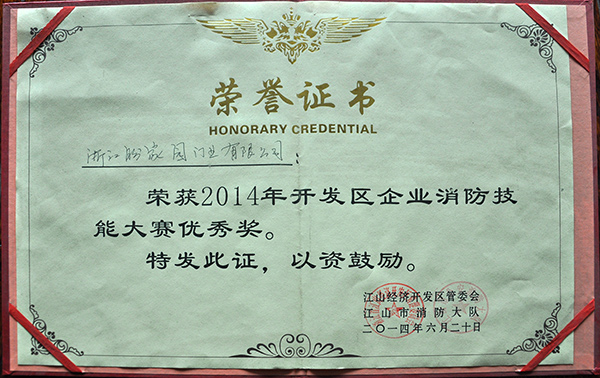 荣誉证书
HONORARY CREDENTIAL
浙江盼家园门业有限公司：
荣获2014年开发区企业消防技
能大赛优秀奖。
特发此证，以资鼓励。
江山经济开发区管委会
江山市消防大队
二〇一四年六月二十日